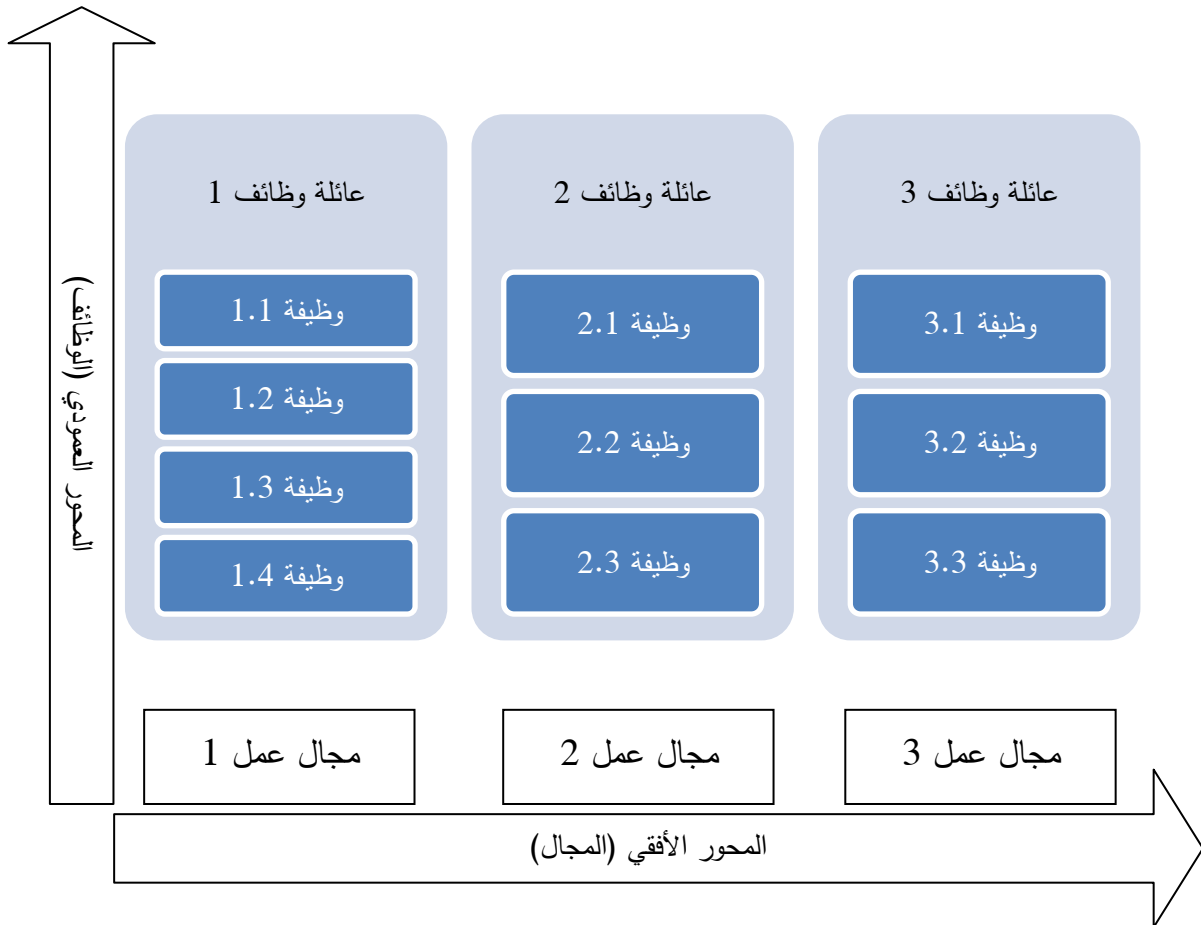 عائلة وظائف 1
وظيفة 1.1
وظيفة 1.2
وظيفة 1.3
وظيفة 1.4
عائلة وظائف 2
وظيفة 2.1
وظيفة 2.2
وظيفة 2.3
عائلة وظائف 3
وظيفة 3.1
وظيفة 3.2
وظيفة 3.3
المحور العمودي (الوظائف)
مجال عمل 1
مجال عمل 2
مجال عمل 3
المحور الأفقي (المجال)